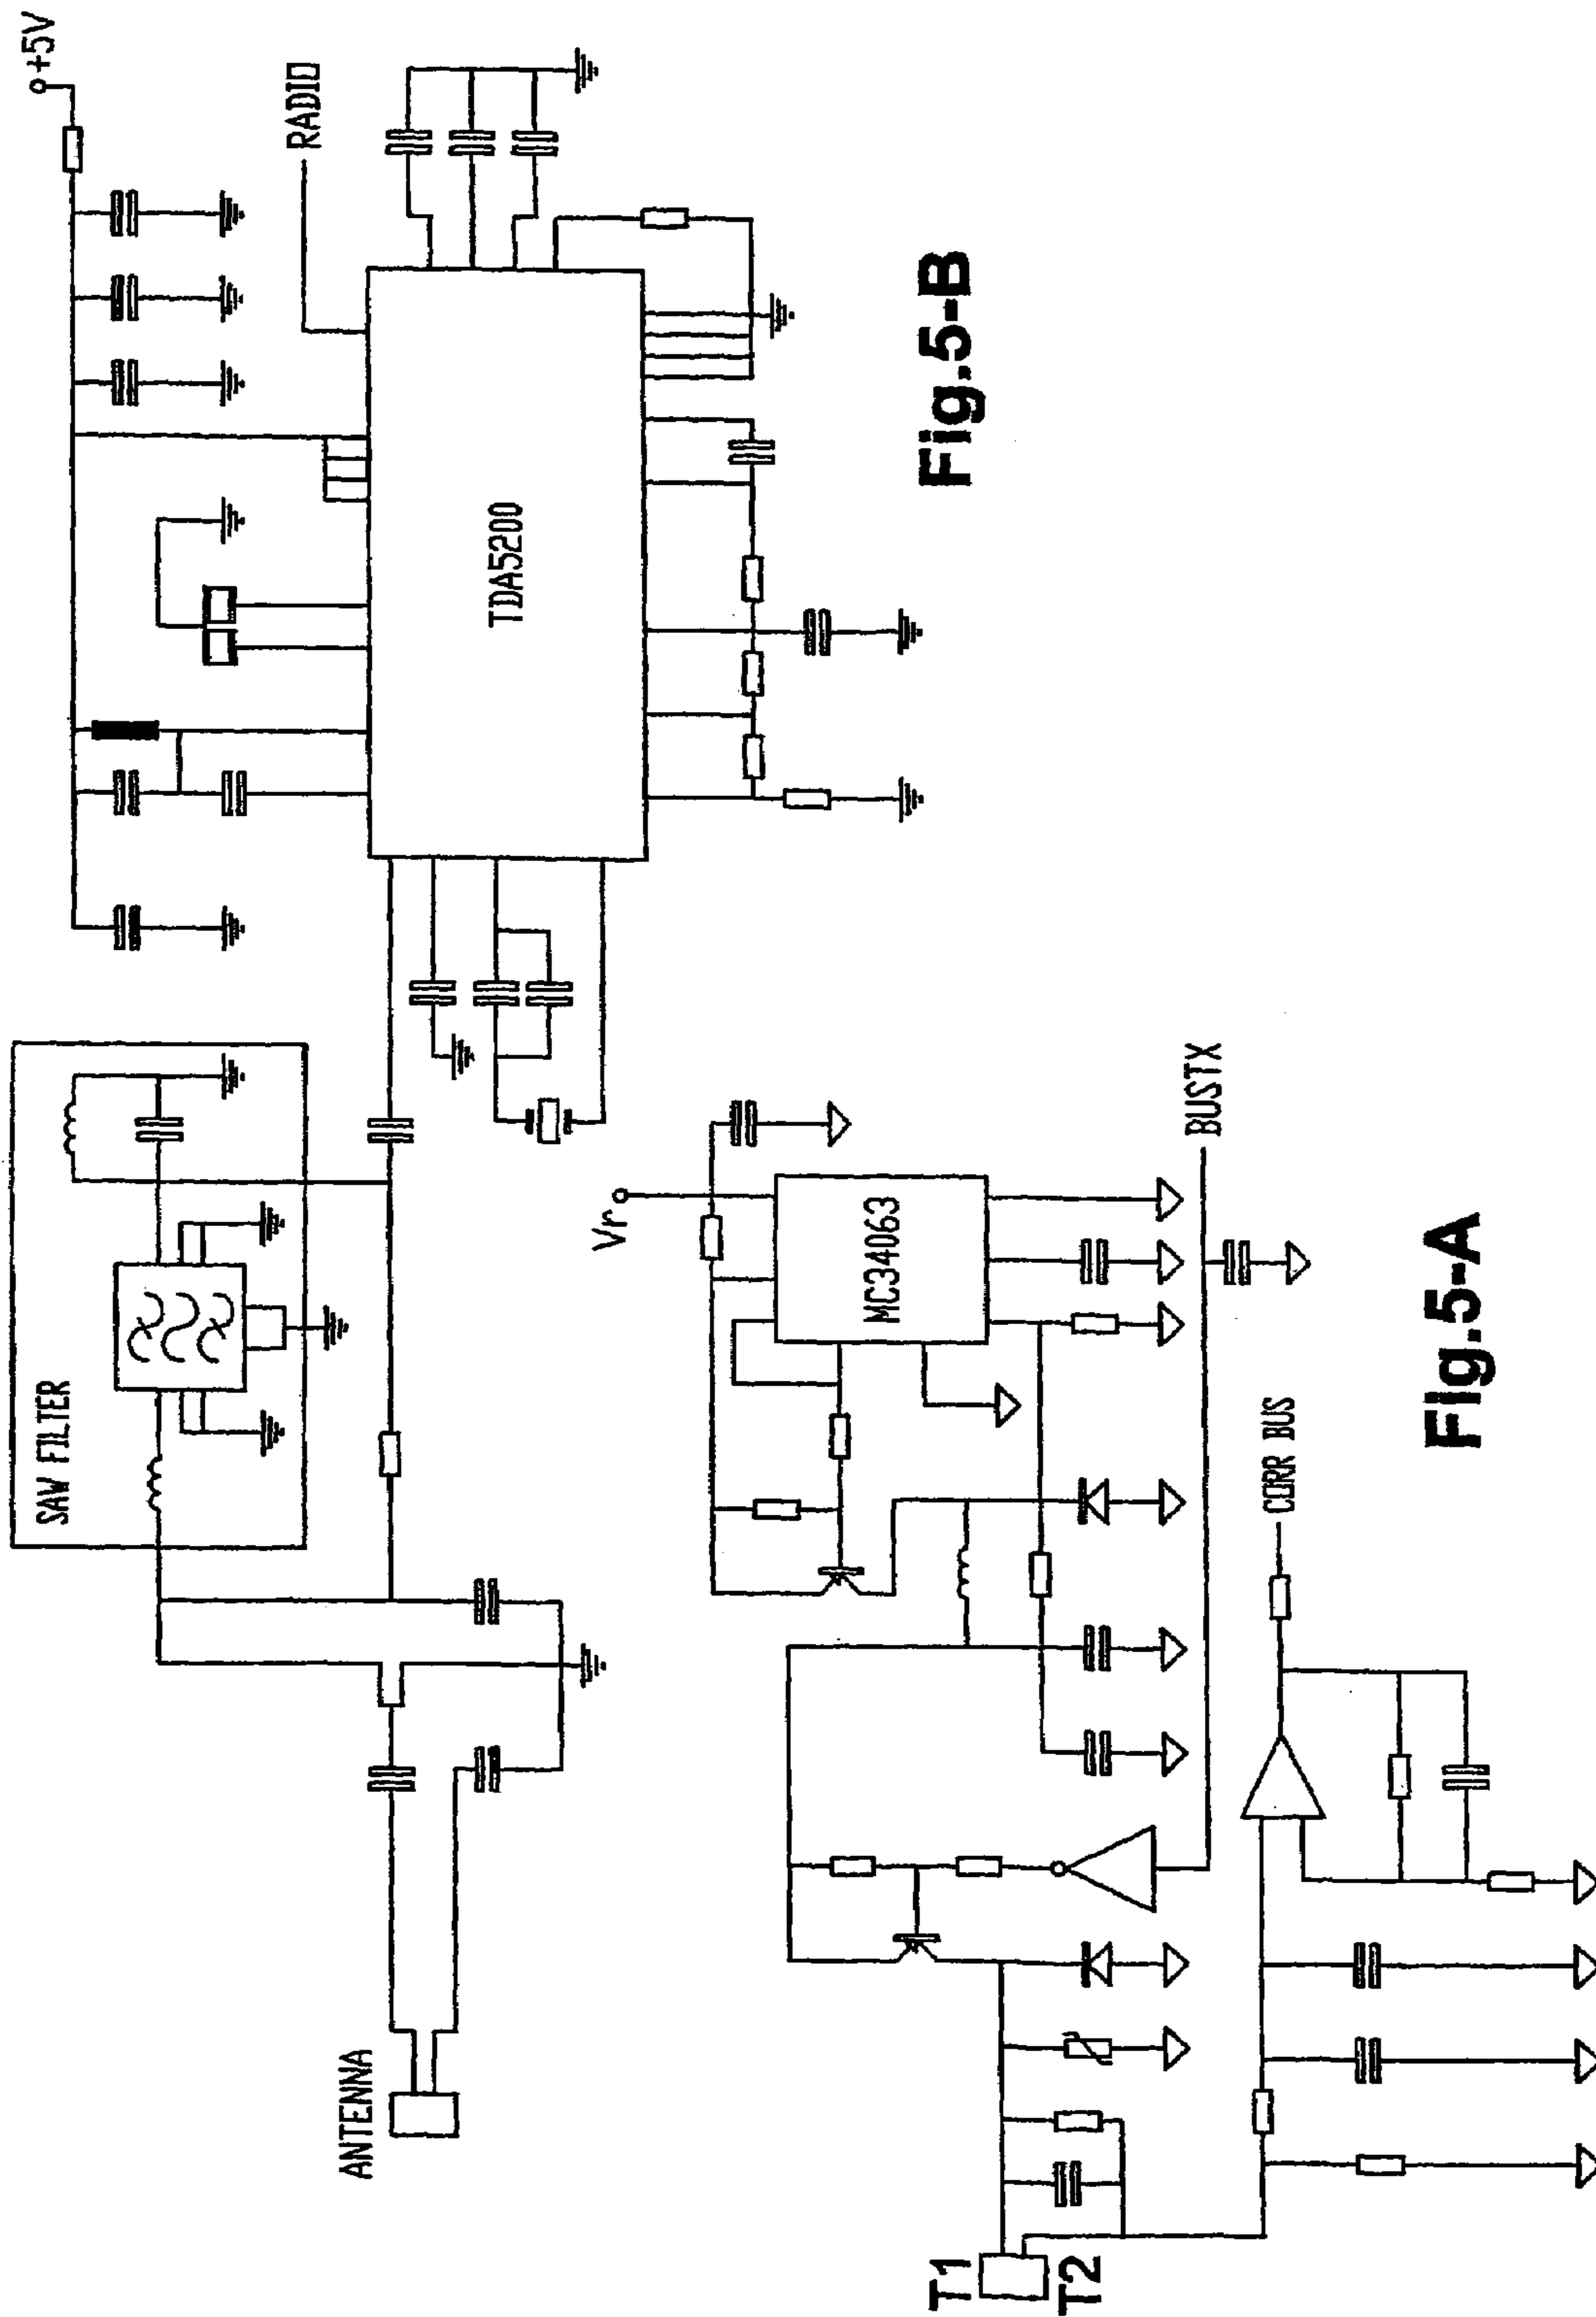 +5V
RADIO
TDA5200
Fig.5-B
SAW FILTER
ANTENNA
Vr
MC34063
BUSTX
CORR BUS
T1
T2
Fig.5-A